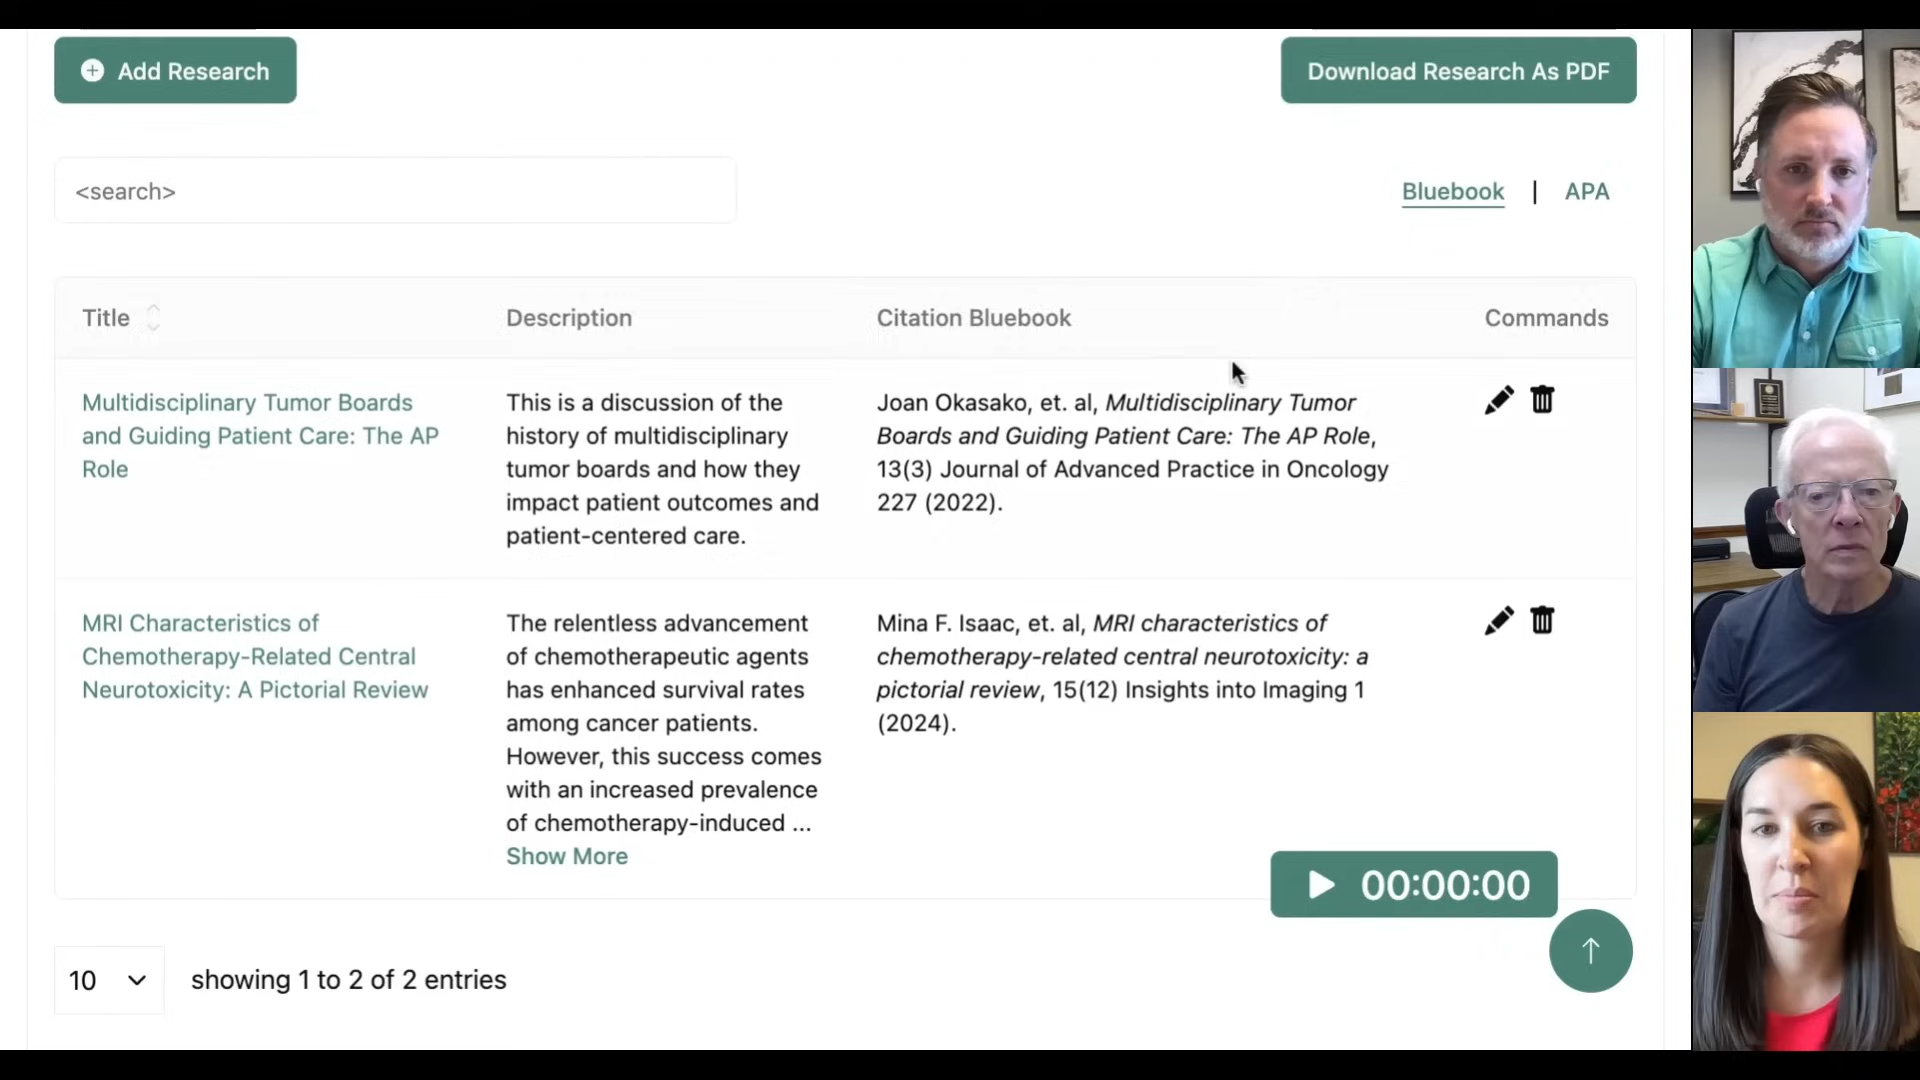 Add Research
Download Research As PDF
<search>
Bluebook | APA
Title
Description
Citation Bluebook
Commands
Multidisciplinary Tumor Boards
and Guiding Patient Care: The AP
Role
This is a discussion of the
history of multidisciplinary
tumor boards and how they
impact patient outcomes and
patient-centered care.
Joan Okasako, et. al, Multidisciplinary Tumor
Boards and Guiding Patient Care: The AP Role,
13(3) Journal of Advanced Practice in Oncology
227 (2022).
MRI Characteristics of
Chemotherapy-Related Central
Neurotoxicity: A Pictorial Review
The relentless advancement
of chemotherapeutic agents
has enhanced survival rates
among cancer patients.
However, this success comes
with an increased prevalence
of chemotherapy-induced ...
Show More
Mina F. Isaac, et. al, MRI characteristics of
chemotherapy-related central neurotoxicity: a
pictorial review, 15(12) Insights into Imaging 1
(2024).
00:00:00
10
showing 1 to 2 of 2 entries